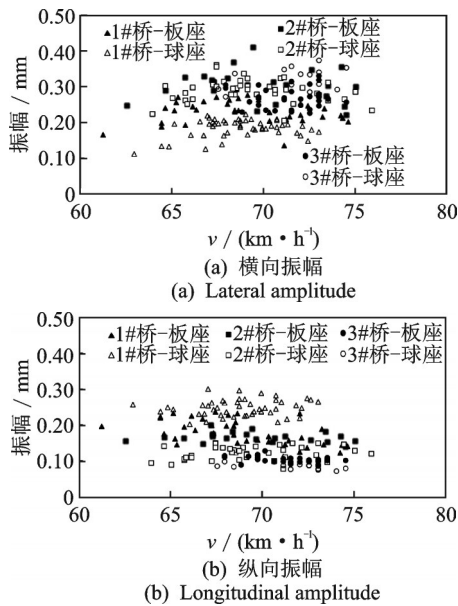 0.50
▲1#桥-板座 ■2#桥-板座
△1#桥-球座 □2#桥-球座
0.40
0.30
振幅 / mm
0.20
0.10
●3#桥-板座
○3#桥-球座
0
60 65 70 75 80
v / (km·h⁻¹)
(a) 横向振幅
(a) Lateral amplitude
0.50
▲1#桥-板座 ■2#桥-板座 ●3#桥-板座
△1#桥-球座 □2#桥-球座 ○3#桥-球座
0.40
0.30
振幅 / mm
0.20
0.10
0
60 65 70 75 80
v / (km·h⁻¹)
(b) 纵向振幅
(b) Longitudinal amplitude